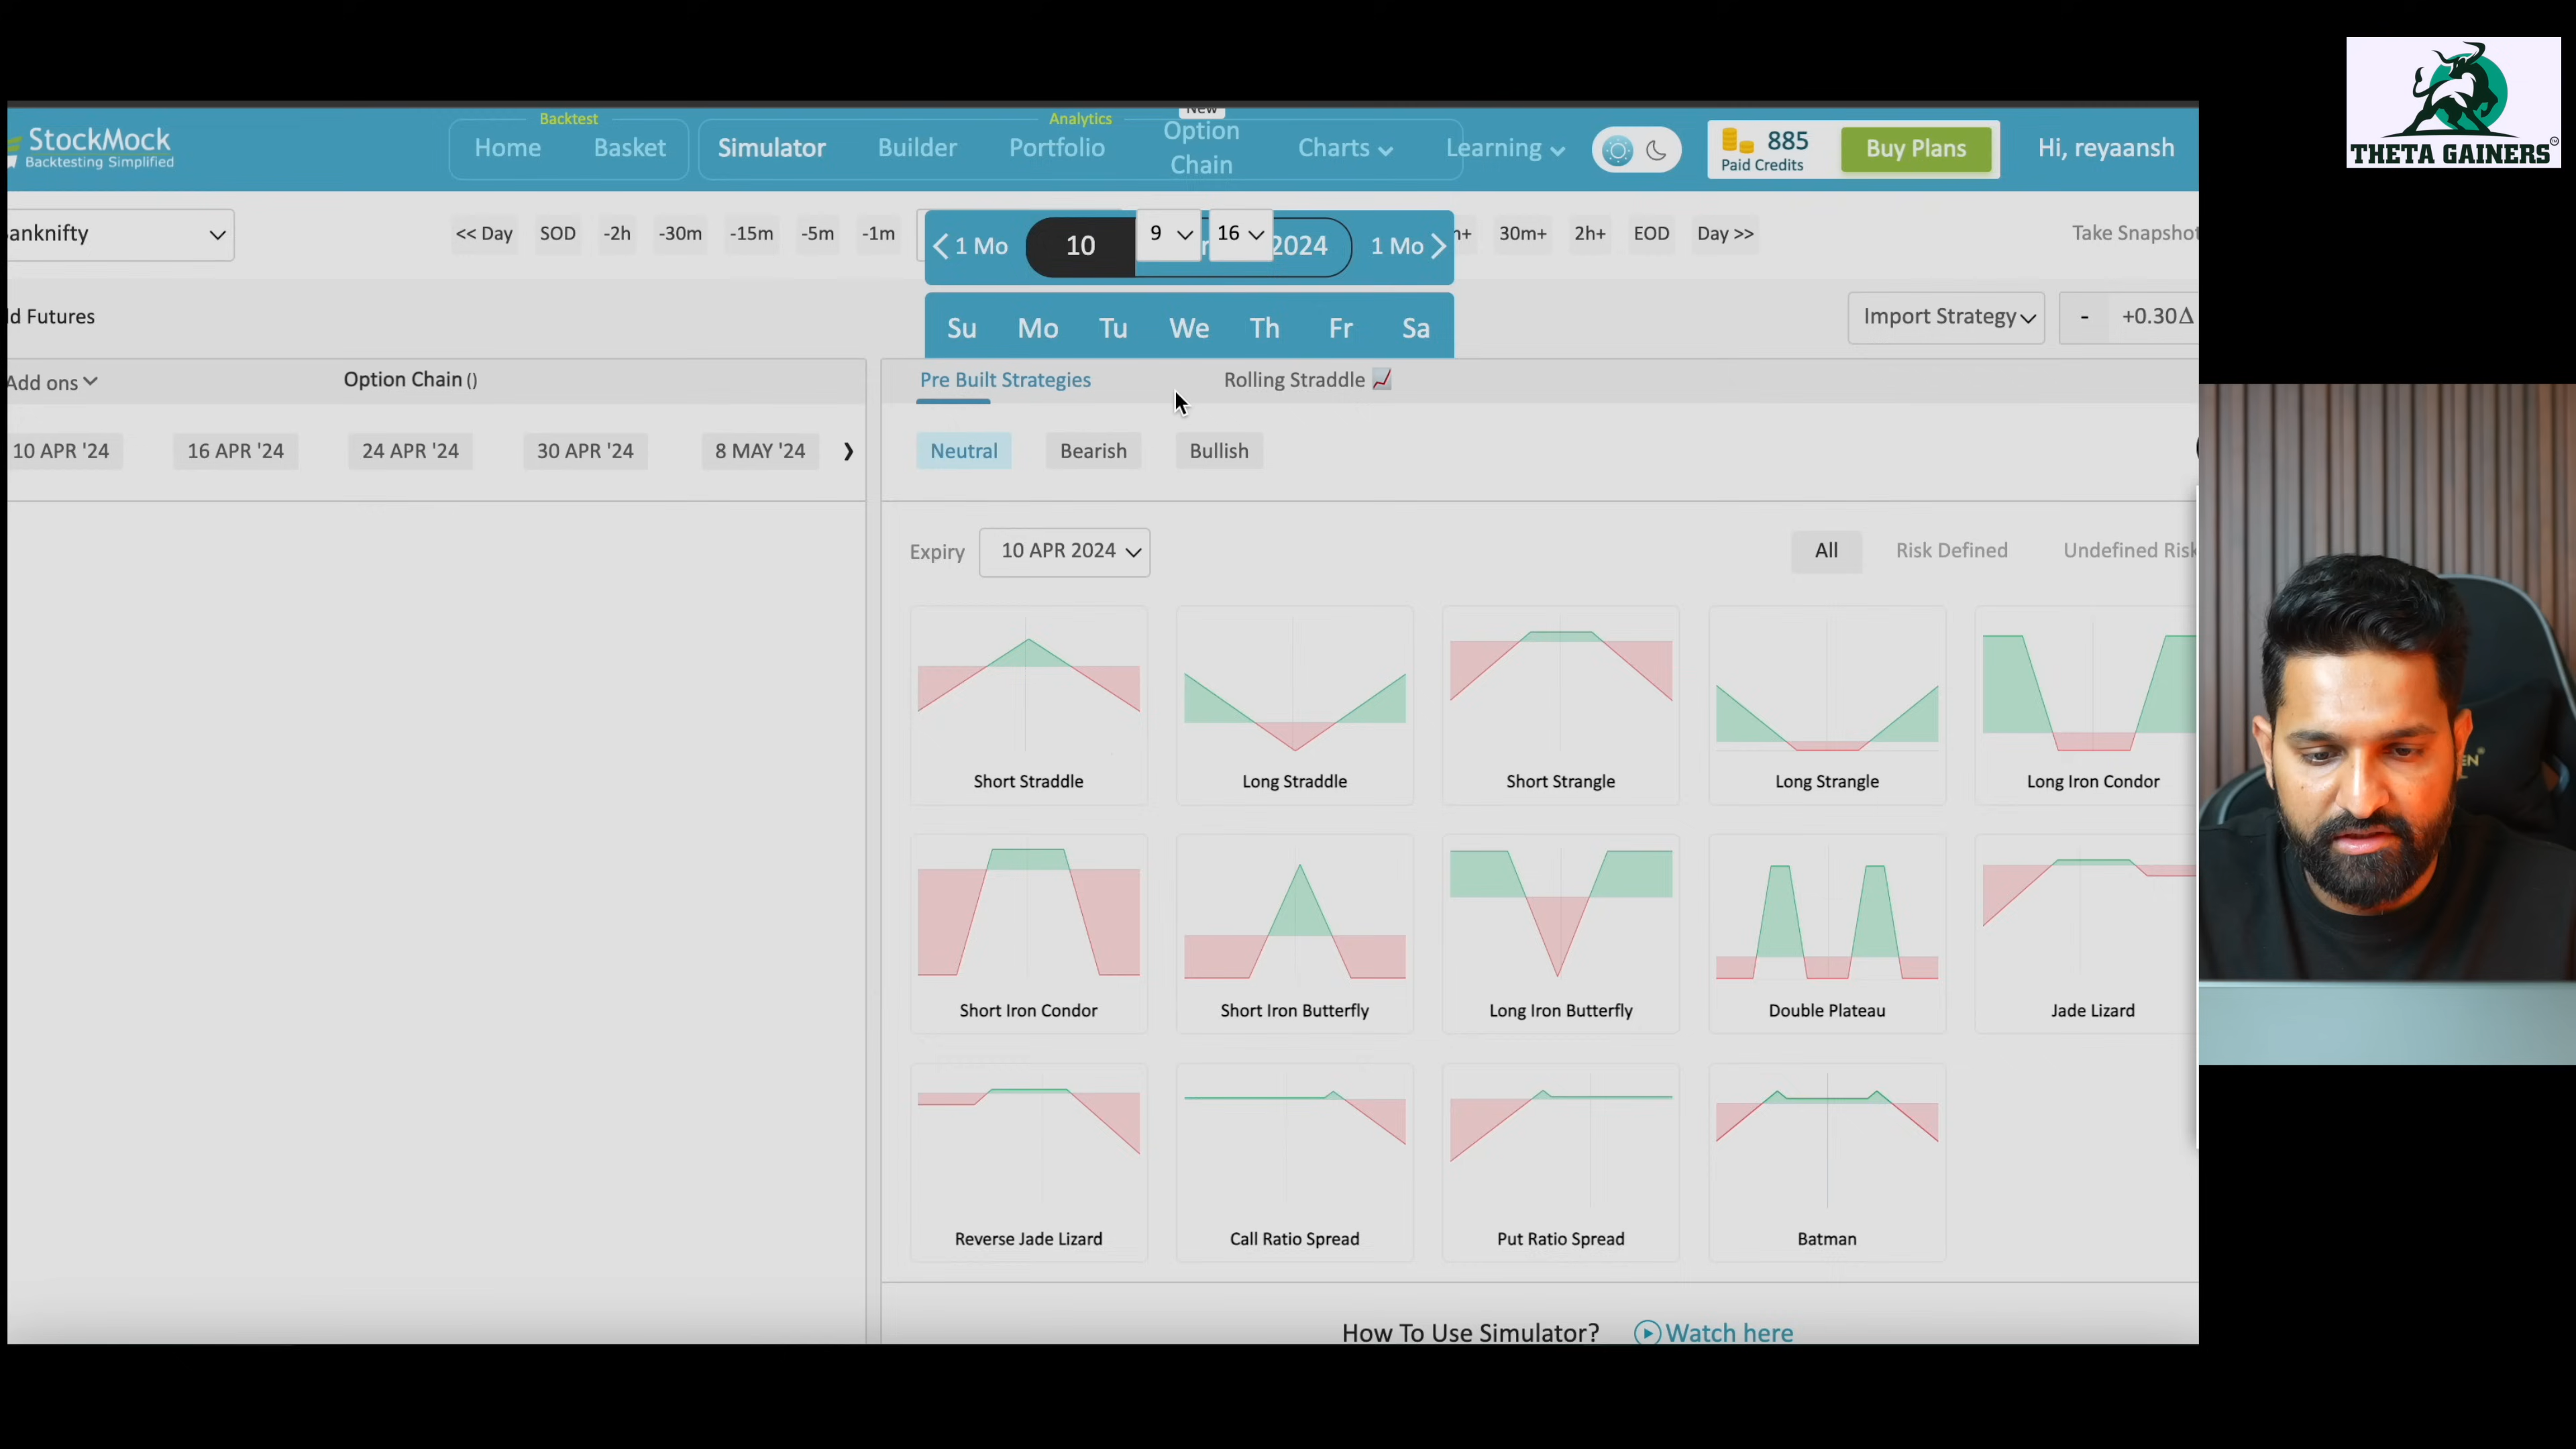 THETA GAINERS
StockMock
Backtesting Simplified
Backtest
Home
Basket
Analytics
Simulator
Builder
Portfolio
New
Option
Chain
Charts
Learning
885
Paid Credits
Buy Plans
Hi, reyaansh
anknifty
<< Day
SOD
-2h
-30m
-15m
-5m
-1m
1 Mo
10
9
16
2024
1 Mo
30m+
2h+
EOD
Day >>
Take Snapshot
Su Mo Tu We Th Fr Sa
d Futures
Import Strategy
-
+0.30Δ
Add ons
Option Chain ()
Pre Built Strategies
Rolling Straddle
10 APR '24
16 APR '24
24 APR '24
30 APR '24
8 MAY '24
Neutral
Bearish
Bullish
Expiry
10 APR 2024
All
Risk Defined
Undefined Risk
Short Straddle
Long Straddle
Short Strangle
Long Strangle
Long Iron Condor
Short Iron Condor
Short Iron Butterfly
Long Iron Butterfly
Double Plateau
Jade Lizard
Reverse Jade Lizard
Call Ratio Spread
Put Ratio Spread
Batman
How To Use Simulator?
Watch here